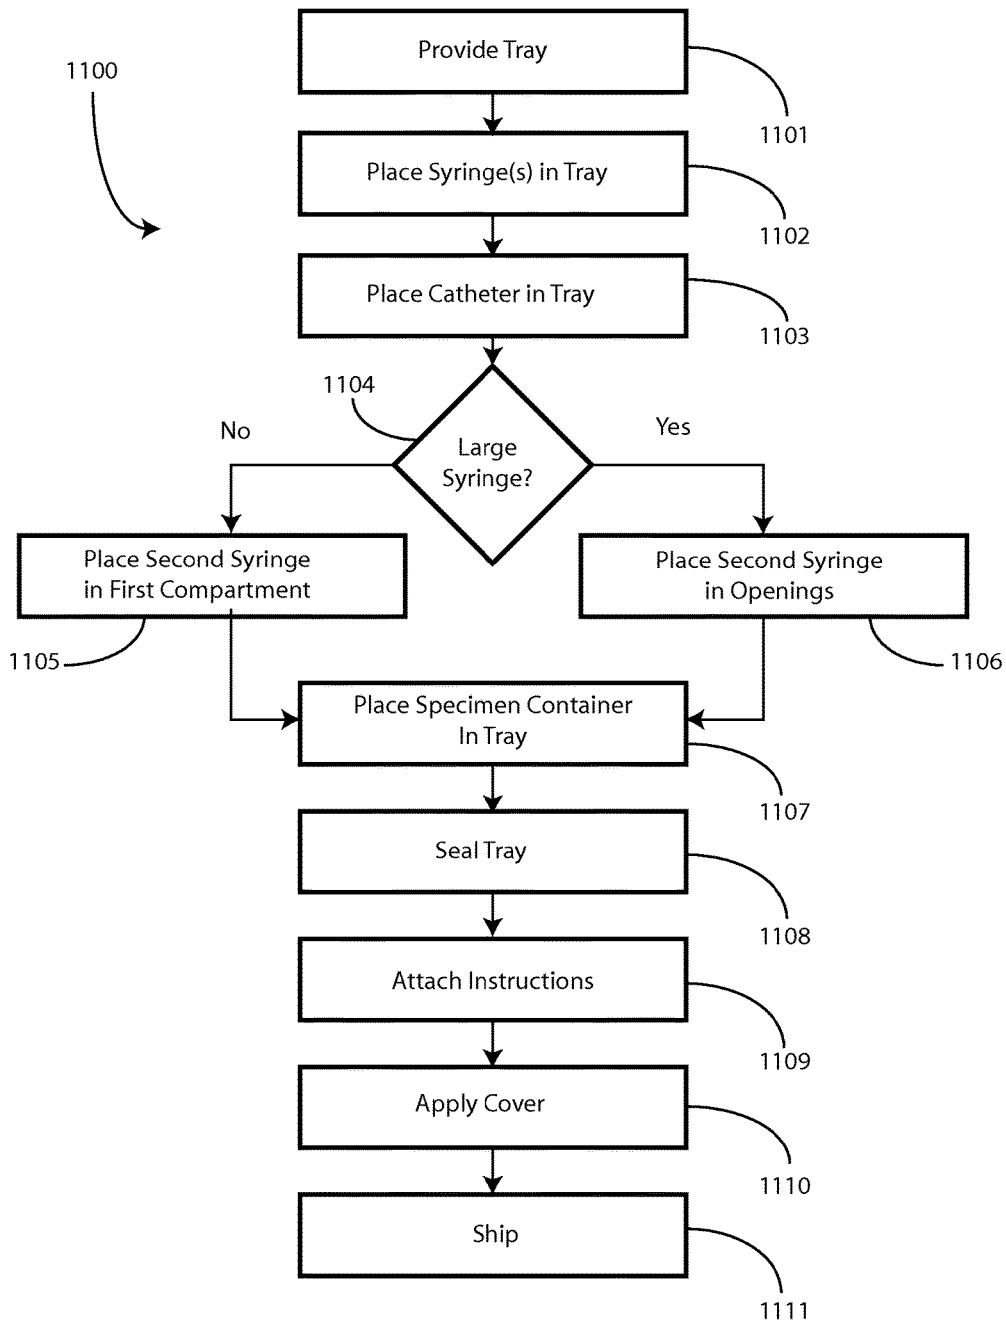 Provide Tray
1100
1101
Place Syringe(s) in Tray
1102
Place Catheter in Tray
1103
1104
No
Yes
Large
Syringe?
Place Second Syringe
in First Compartment
Place Second Syringe
in Openings
1105
1106
Place Specimen Container
In Tray
1107
Seal Tray
1108
Attach Instructions
1109
Apply Cover
1110
Ship
1111